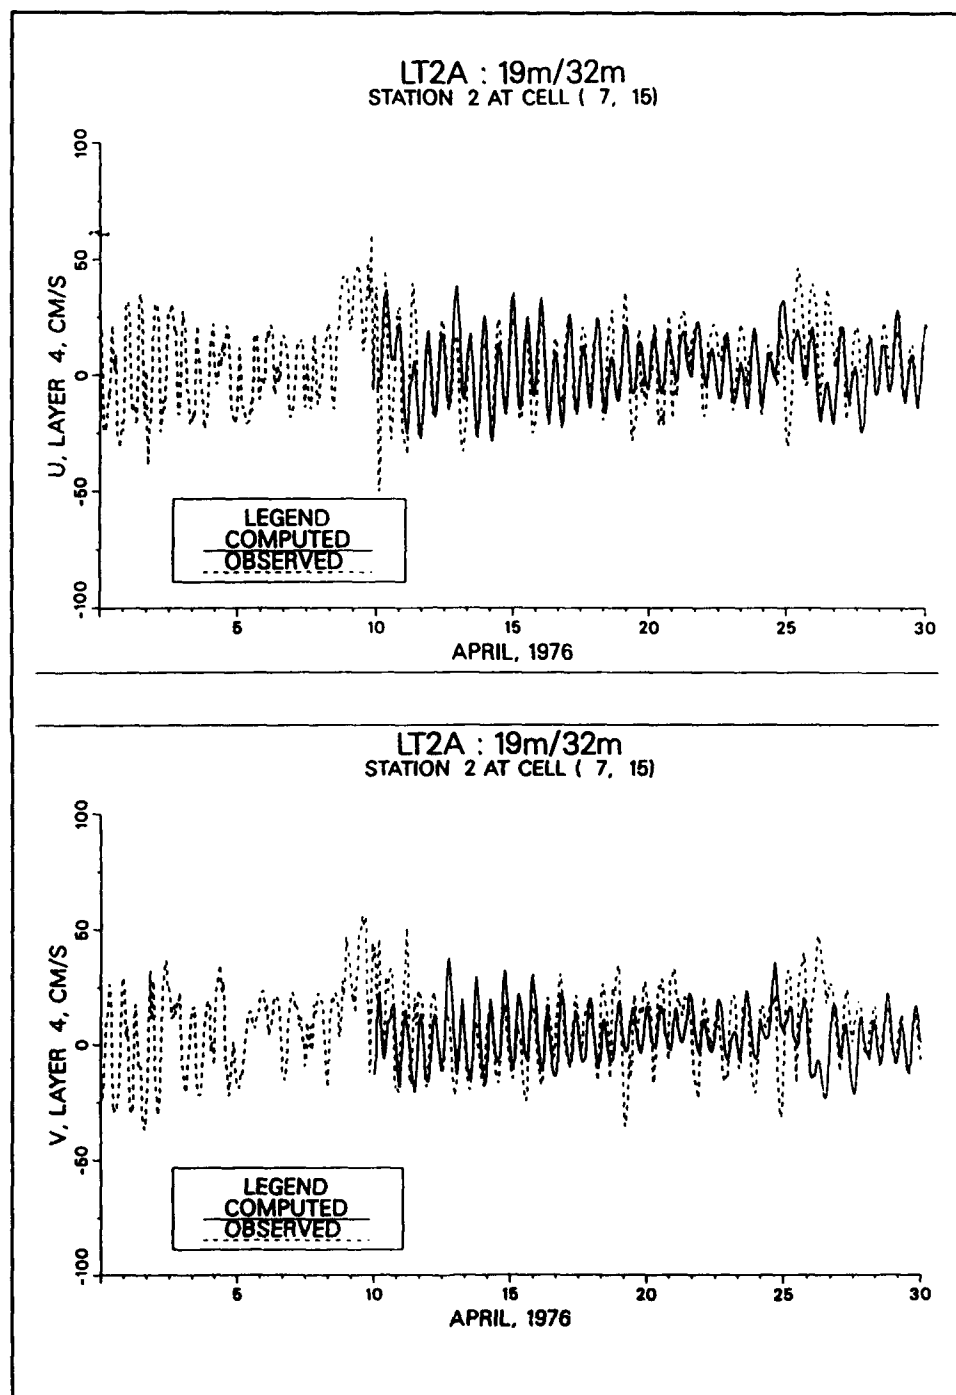 LT2A : 19m/32m
STATION 2 AT CELL ( 7, 15)
U, LAYER 4, CM/S
100
50
0
-50
-100
LEGEND
COMPUTED
OBSERVED
5
10
15
20
25
30
APRIL, 1976
LT2A : 19m/32m
STATION 2 AT CELL ( 7, 15)
V, LAYER 4, CM/S
100
50
0
-50
-100
LEGEND
COMPUTED
OBSERVED
5
10
15
20
25
30
APRIL, 1976